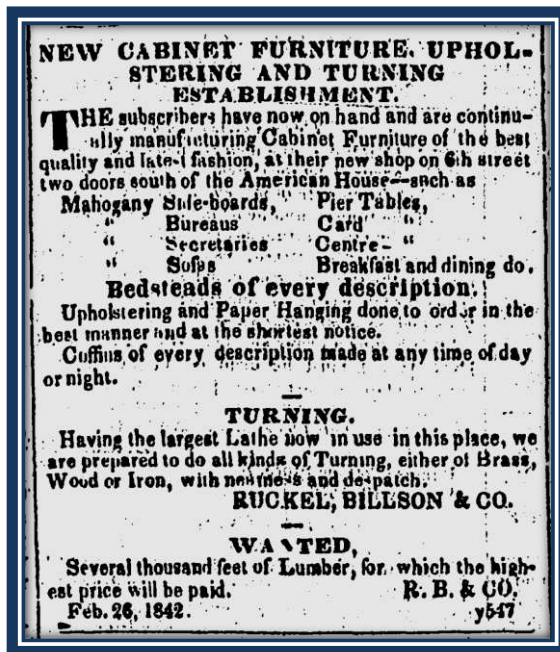 NEW CABINET FURNITURE, UPHOL-
STERING AND TURNING
ESTABLISHMENT.
THE subscribers have now on hand and are continu-
ally manufacturing Cabinet Furniture of the best
quality and latest fashion, at their new shop on 6th street
two doors south of the American House—such as
Mahogany Side-boards, Pier Tables,
" Bureaus Card "
" Secretaries Centre- "
" Sofas Breakfast and dining do.
Bedsteads of every description.
Upholstering and Paper Hanging done to order in the
best manner and at the shortest notice.
Coffins of every description made at any time of day
or night.
TURNING.
Having the largest Lathe now in use in this place, we
are prepared to do all kinds of Turning, either of Brass,
Wood or Iron, with neatness and despatch.
RUCKEL, BILLSON & CO.
WANTED,
Several thousand feet of Lumber, for which the high-
est price will be paid. R. B. & CO.
Feb. 26, 1842. y547